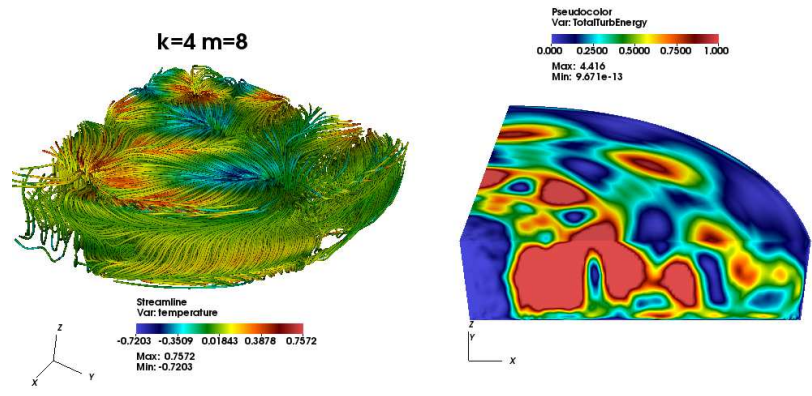 k=4 m=8
Streamline
Var: temperature
-0.7203 -0.3509 0.01843 0.3878 0.7572
Max: 0.7572
Min: -0.7203
Z
X
Y
Pseudocolor
Var: TotalTurbEnergy
0.000 0.2500 0.5000 0.7500 1.000
Max: 4.416
Min: 9.671e-13
Z
Y
X